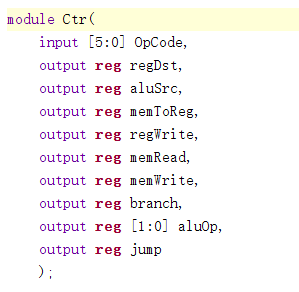 module Ctr(
input [5:0] OpCode,
output reg regDst,
output reg aluSrc,
output reg memToReg,
output reg regWrite,
output reg memRead,
output reg memWrite,
output reg branch,
output reg [1:0] aluOp,
output reg jump
);